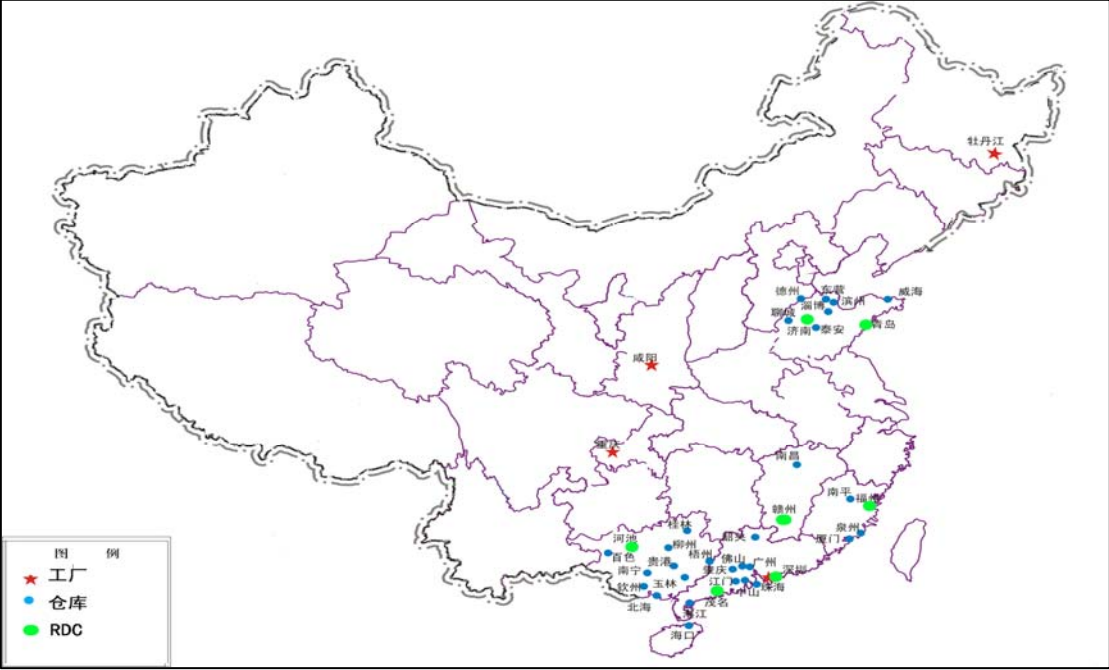 牡丹江
德州
东营
威海
淄博
滨州
聊城
济南
泰安
青岛
咸阳
重庆
南昌
南平
福州
赣州
泉州
厦门
桂林
韶关
河池
柳州
百色
贵港
梧州
佛山
广州
南宁
肇庆
深圳
钦州
玉林
江门
中山
珠海
北海
茂名
湛江
海口
图 例
工厂
仓库
RDC